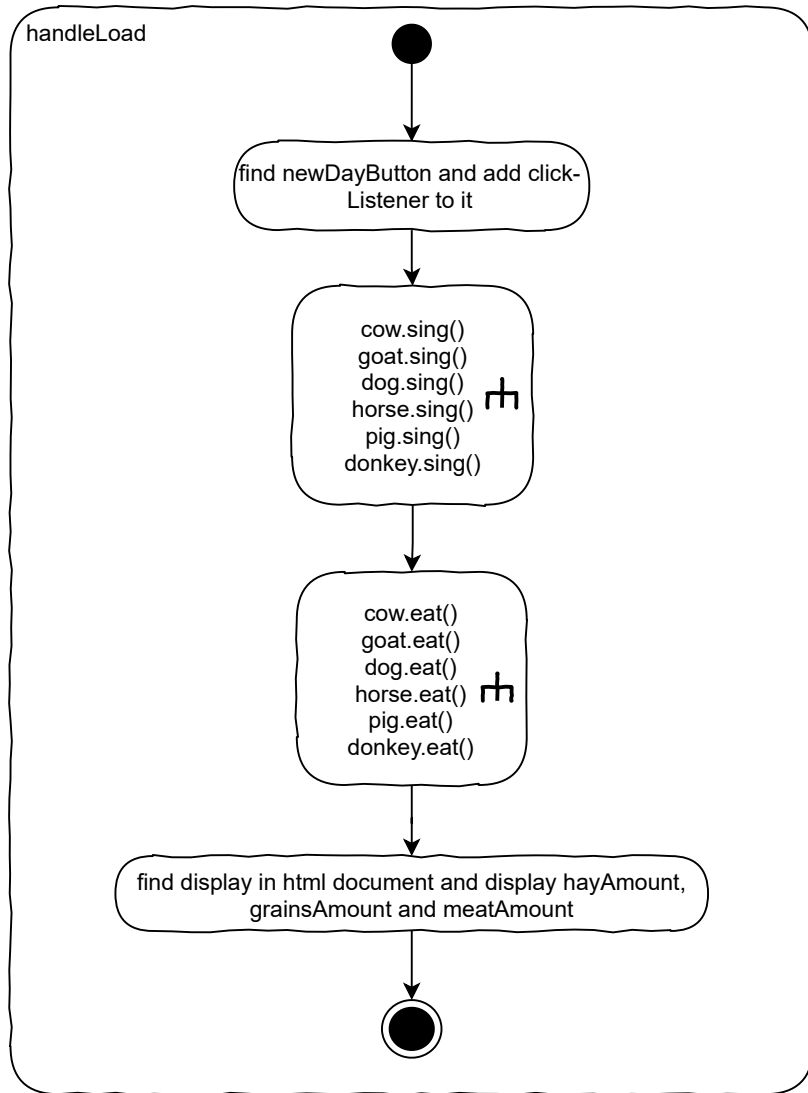 handleLoad
find newDayButton and add click-
Listener to it
cow.sing()
goat.sing()
dog.sing()
horse.sing()
pig.sing()
donkey.sing()
cow.eat()
goat.eat()
dog.eat()
horse.eat()
pig.eat()
donkey.eat()
find display in html document and display hayAmount,
grainsAmount and meatAmount